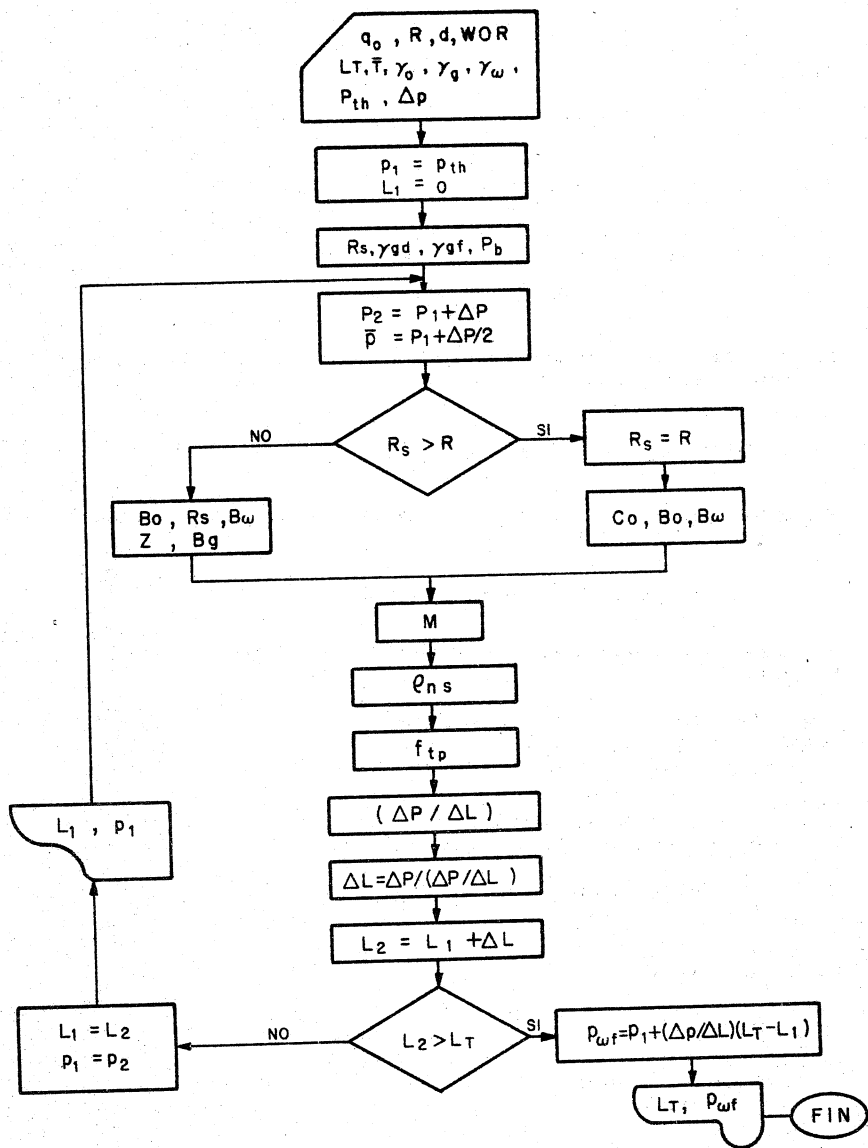 qo , R , d, WOR
LT, T̄, γo , γg , γω ,
Pth , Δp
p1 = pth
L1 = 0
Rs, γgd , γgf , Pb
P2 = P1 + ΔP
p̄ = P1 + ΔP/2
Rs > R
NO
SI
Rs = R
Bo , Rs , Bω
Z , Bg
Co , Bo , Bω
M
ρns
ftp
( ΔP / ΔL )
ΔL = ΔP/(ΔP/ΔL )
L2 = L1 + ΔL
L2 > LT
NO
SI
L1 = L2
p1 = p2
L1 , p1
pωf = p1 + (Δp/ΔL)(LT - L1)
LT, pωf
FIN